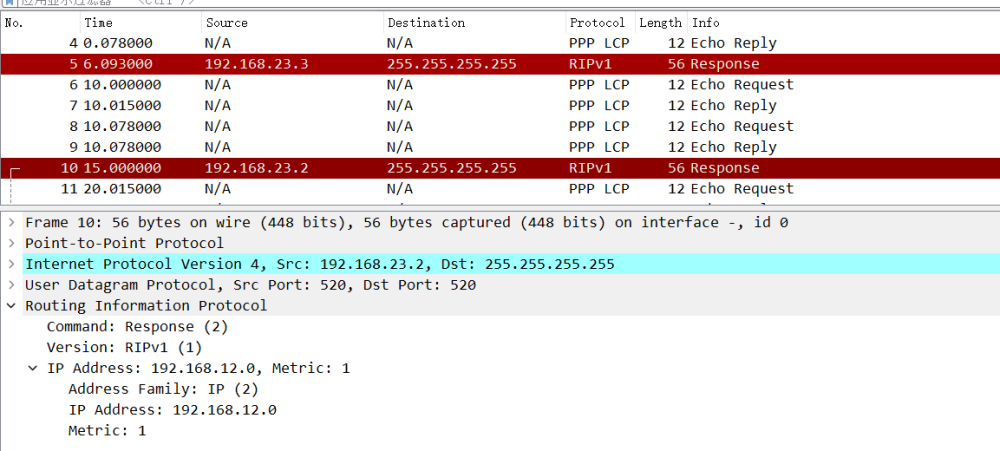 应用显示过滤器 … <Ctrl-/>
No. Time Source Destination Protocol Length Info
4 0.078000 N/A N/A PPP LCP 12 Echo Reply
5 6.093000 192.168.23.3 255.255.255.255 RIPv1 56 Response
6 10.000000 N/A N/A PPP LCP 12 Echo Request
7 10.015000 N/A N/A PPP LCP 12 Echo Reply
8 10.078000 N/A N/A PPP LCP 12 Echo Request
9 10.078000 N/A N/A PPP LCP 12 Echo Reply
10 15.000000 192.168.23.2 255.255.255.255 RIPv1 56 Response
11 20.015000 N/A N/A PPP LCP 12 Echo Request
Frame 10: 56 bytes on wire (448 bits), 56 bytes captured (448 bits) on interface -, id 0
Point-to-Point Protocol
Internet Protocol Version 4, Src: 192.168.23.2, Dst: 255.255.255.255
User Datagram Protocol, Src Port: 520, Dst Port: 520
Routing Information Protocol
Command: Response (2)
Version: RIPv1 (1)
IP Address: 192.168.12.0, Metric: 1
Address Family: IP (2)
IP Address: 192.168.12.0
Metric: 1